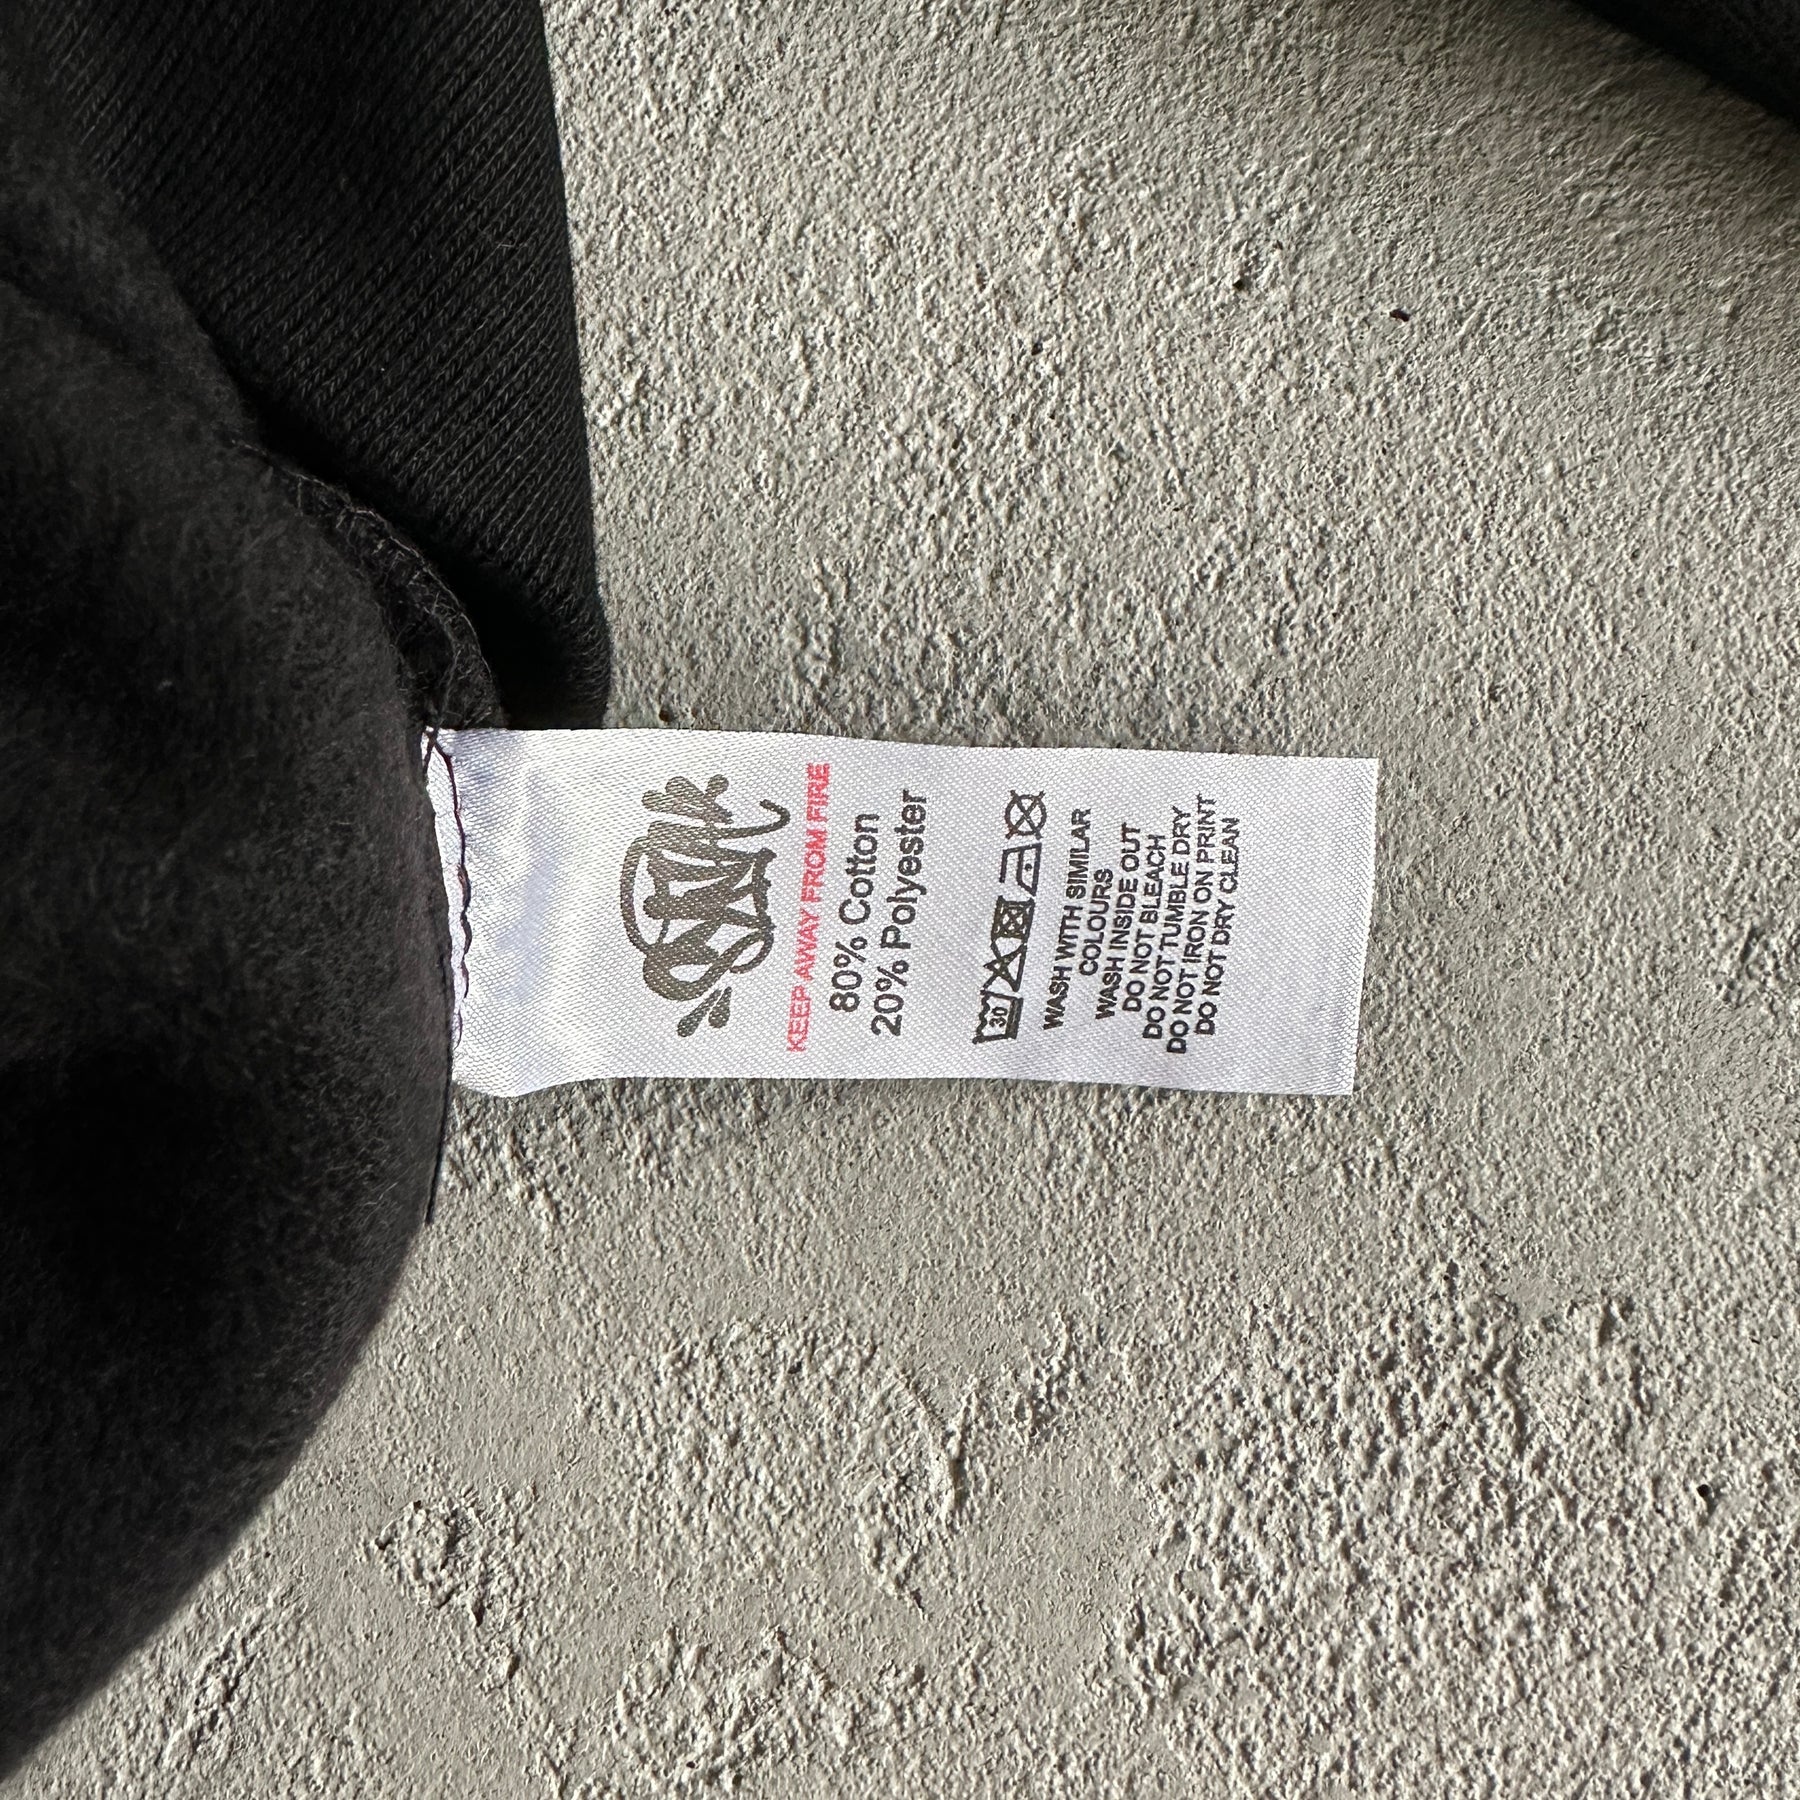 KEEP AWAY FROM FIRE
80% Cotton
20% Polyester
30
WASH WITH SIMILAR
COLOURS
WASH INSIDE OUT
DO NOT BLEACH
DO NOT TUMBLE DRY
DO NOT IRON ON PRINT
DO NOT DRY CLEAN